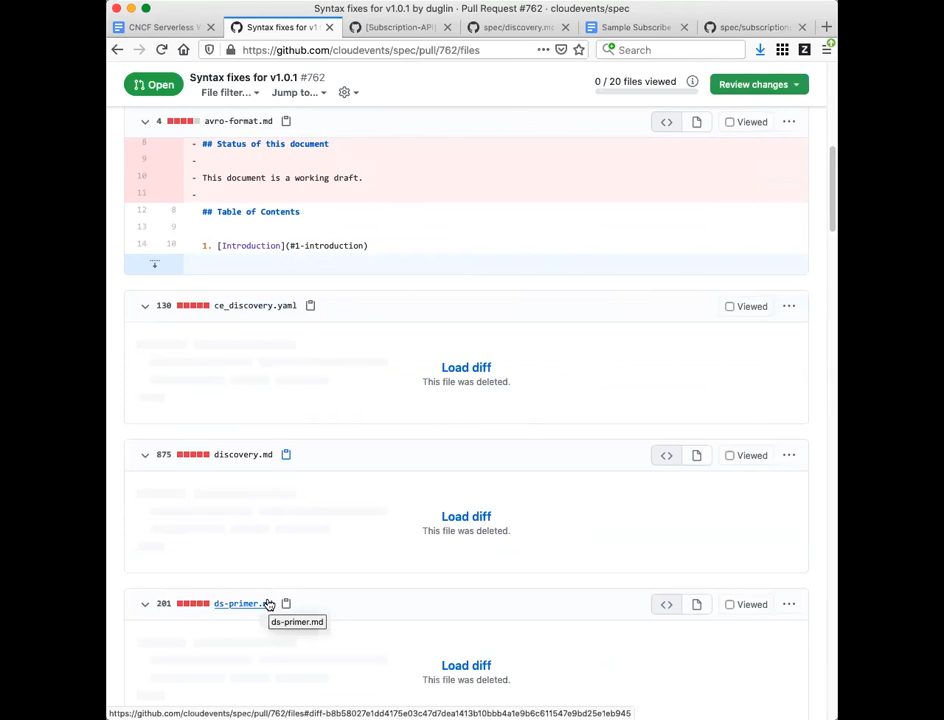 Syntax fixes for v1.0.1 by duglin · Pull Request #762 · cloudevents/spec
CNCF Serverless
Syntax fixes for v1.0.1
[Subscription-API]
spec/discovery.m
Sample Subscribe
spec/subscription
https://github.com/cloudevents/spec/pull/762/files
Search
Open
Syntax fixes for v1.0.1 #762
File filter...
Jump to...
0 / 20 files viewed
Review changes
4 avro-format.md
Viewed
8 - ## Status of this document
9 -
10 - This document is a working draft.
11 -
12 8 ## Table of Contents
13 9
14 10 1. [Introduction](#1-introduction)
130 ce_discovery.yaml
Viewed
Load diff
This file was deleted.
875 discovery.md
Viewed
Load diff
This file was deleted.
201 ds-primer.
Viewed
ds-primer.md
Load diff
This file was deleted.
https://github.com/cloudevents/spec/pull/762/files#diff-b8b58027e1dd4175e03c47d7dea1413b10bbb4a1e9b6c611547e9bd25e1eb945